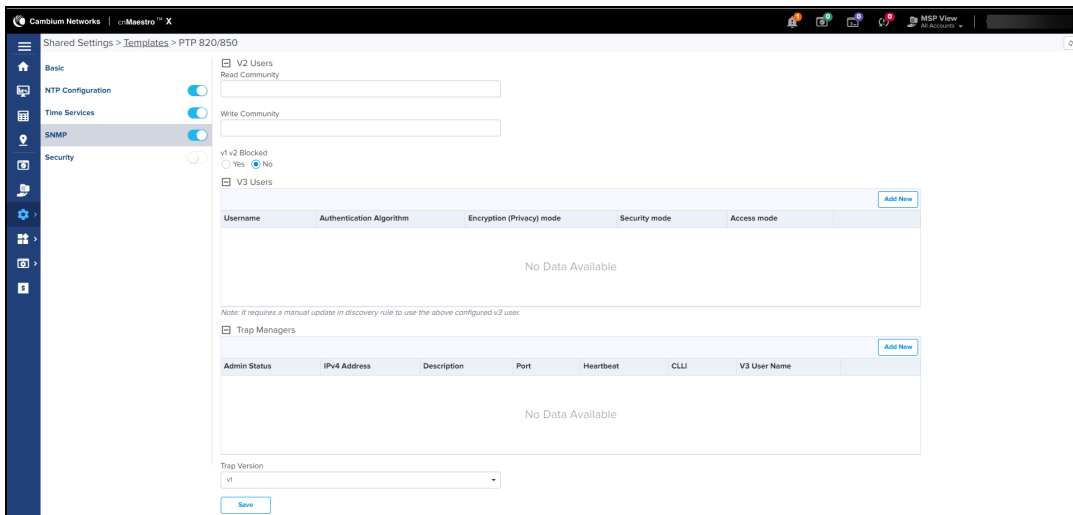 Cambium Networks | cnMaestro™ X
1
0
0
0
MSP View
All Accounts
Shared Settings > Templates > PTP 820/850
Basic
NTP Configuration
Time Services
SNMP
Security
V2 Users
Read Community
Write Community
v1 v2 Blocked
Yes No
V3 Users
Add New
Username Authentication Algorithm Encryption (Privacy) mode Security mode Access mode
No Data Available
Note: It requires a manual update in discovery rule to use the above configured v3 user.
Trap Managers
Add New
Admin Status IPv4 Address Description Port Heartbeat CLLI V3 User Name
No Data Available
Trap Version
v1
Save